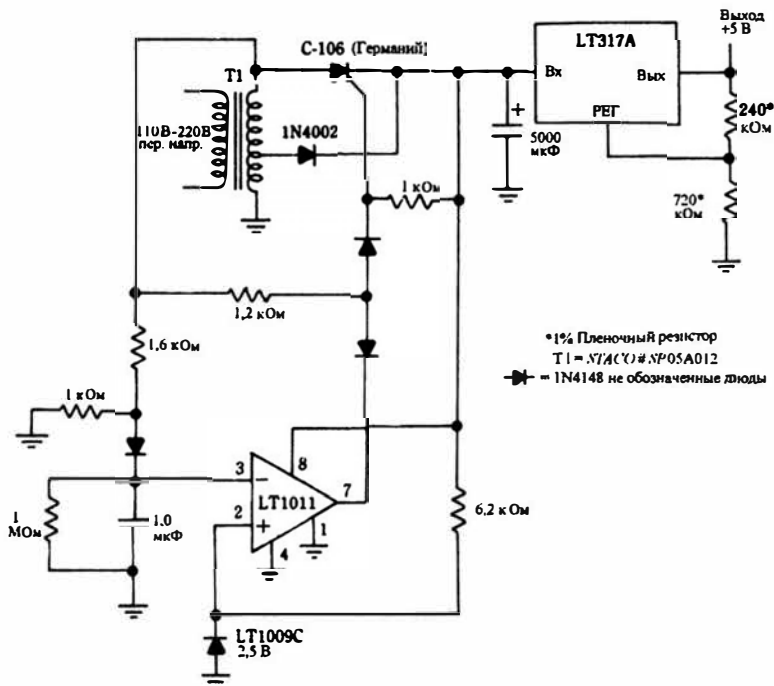 Выход
+5 В
С-106 (Германий)
LT317A
Вх
Вых
РЕГ
T1
110В-220В
пер. напр.
1N4002
+
5000
мкФ
240*
кОм
720*
кОм
1 кОм
1,2 кОм
1,6 кОм
1 кОм
*1% Пленочный резистор
T1 = STACO # SP05A012
= 1N4148 не обозначенные диоды
3
−
8
LT1011
7
2
+
1
4
6,2 кОм
1
МОм
1,0
мкФ
LT1009C
2,5 В